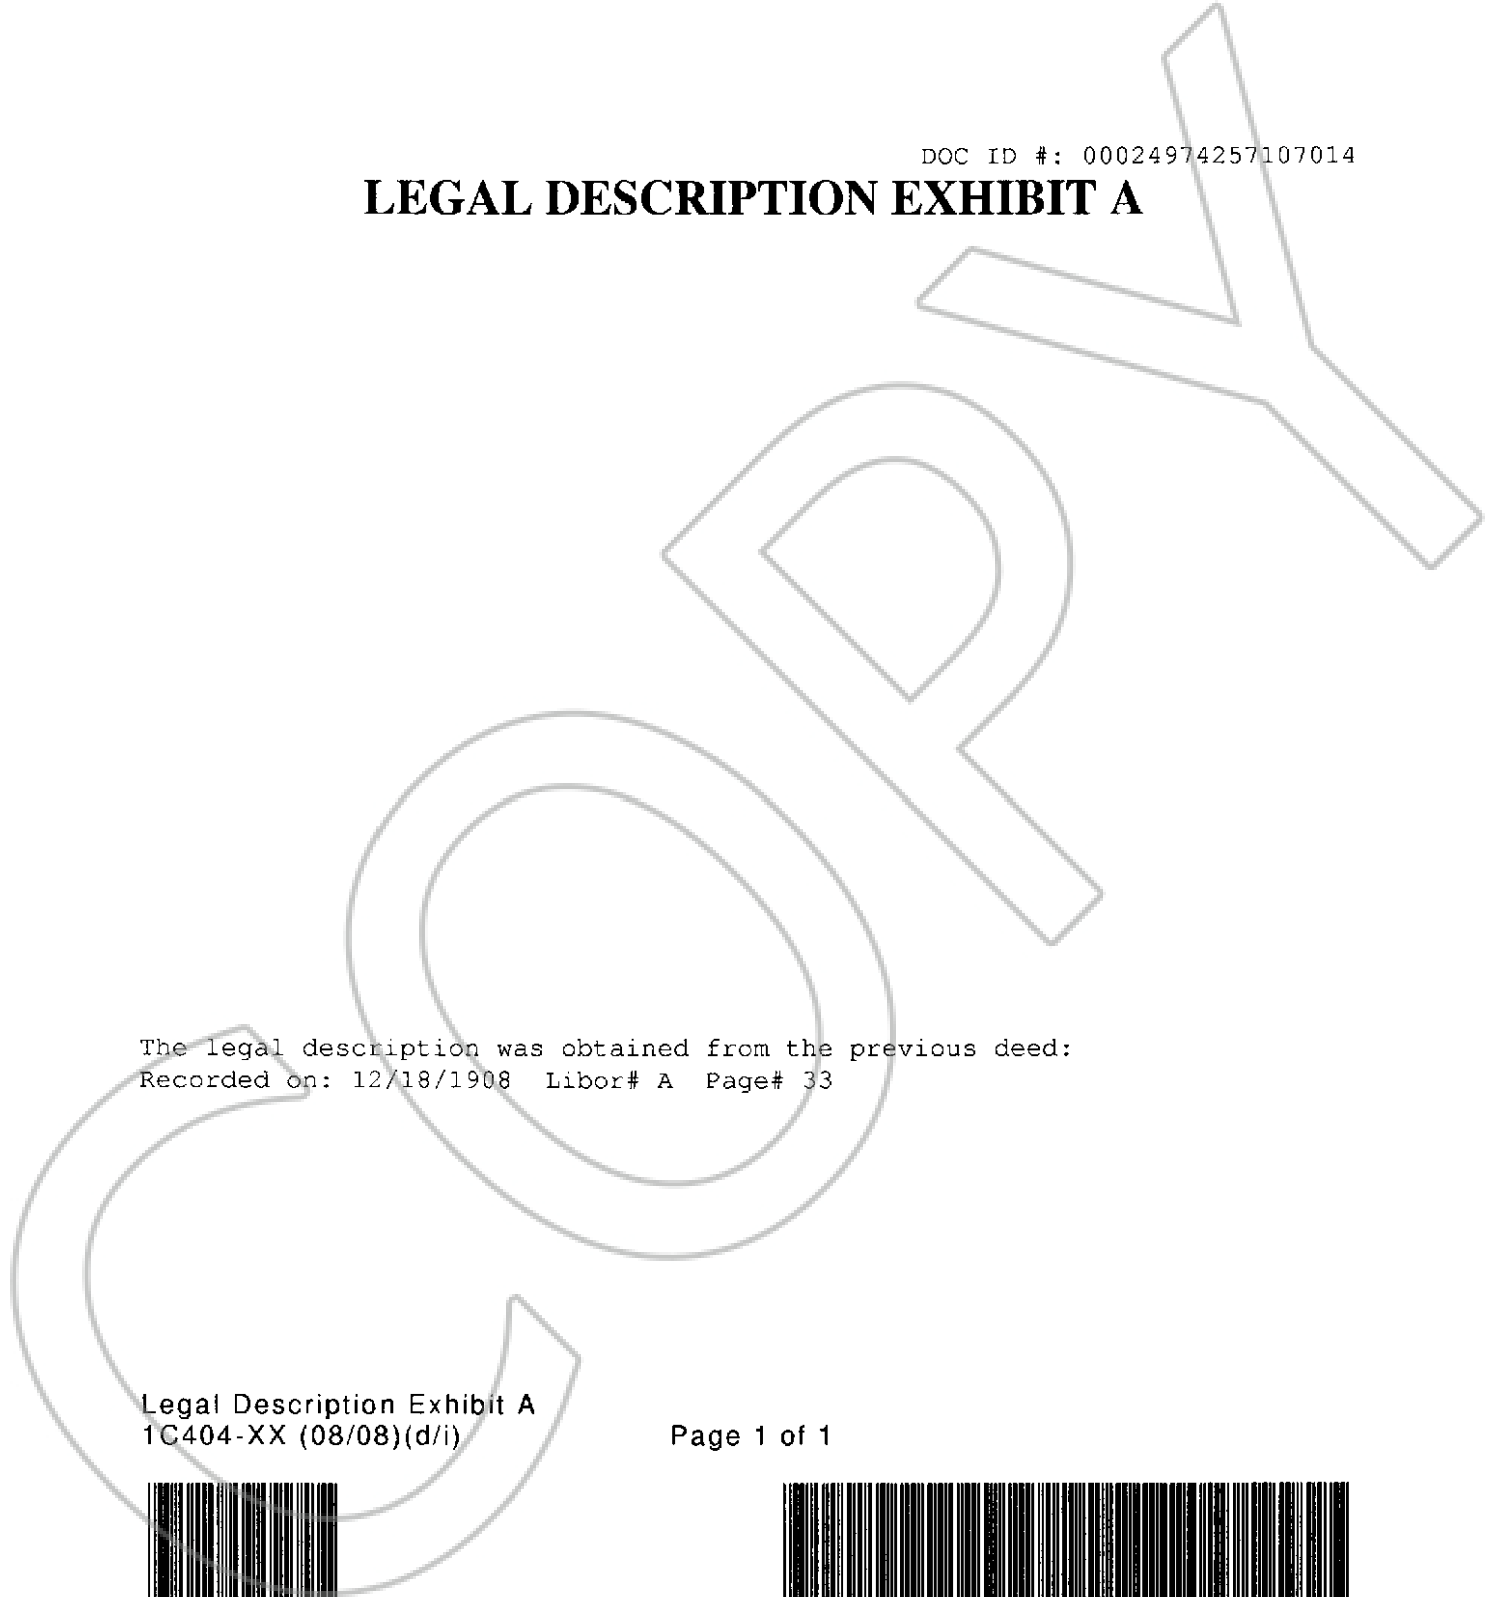 DOC ID #: 00024974257107014
LEGAL DESCRIPTION EXHIBIT A
The legal description was obtained from the previous deed:
Recorded on: 12/18/1908 Libor# A Page# 33
Legal Description Exhibit A
1C404-XX (08/08)(d/i)
Page 1 of 1
COPY